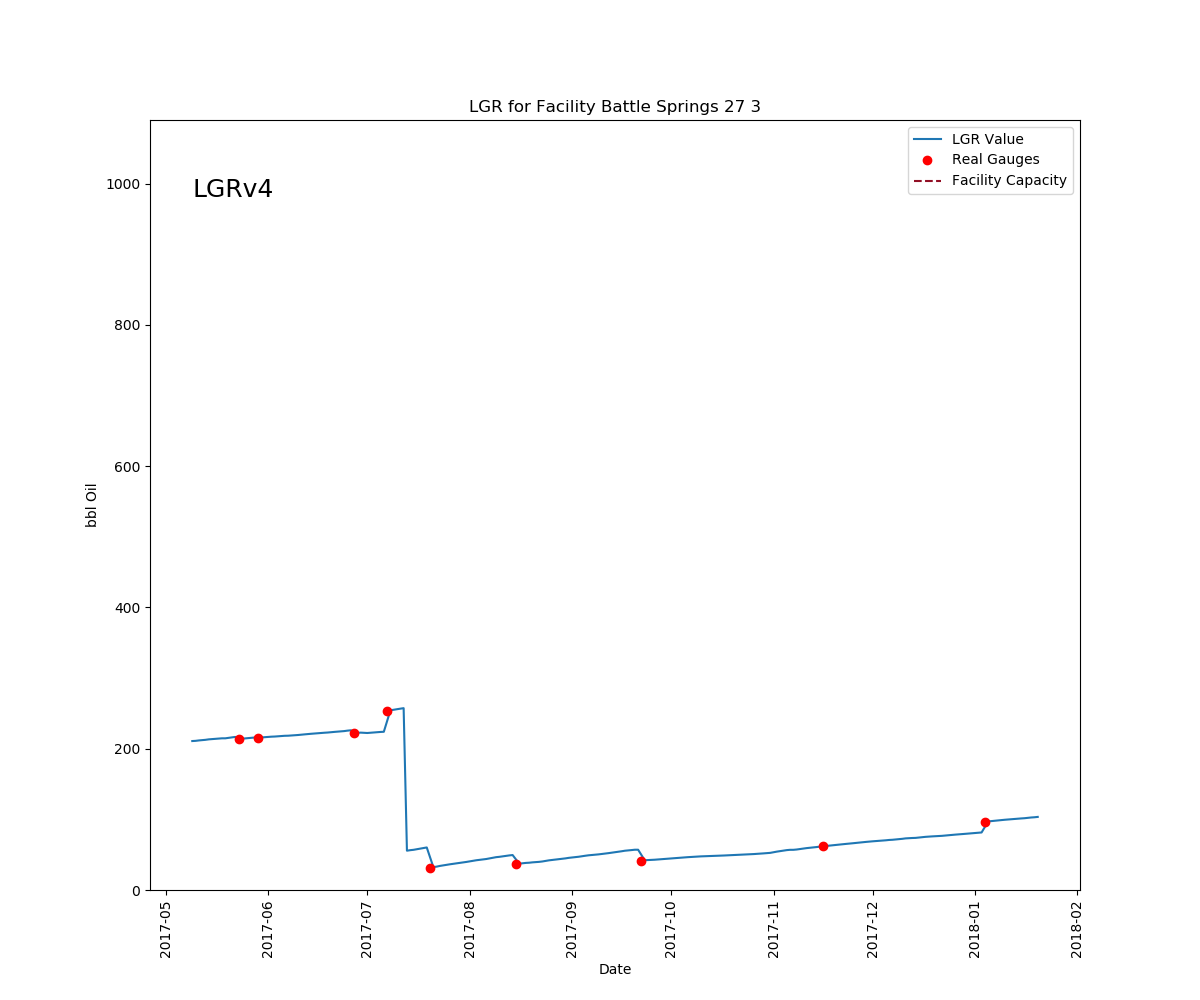 LGR for Facility Battle Springs 27 3
LGR Value
Real Gauges
Facility Capacity
LGRv4
1000
800
600
400
200
0
bbl Oil
2017-05
2017-06
2017-07
2017-08
2017-09
2017-10
2017-11
2017-12
2018-01
2018-02
Date